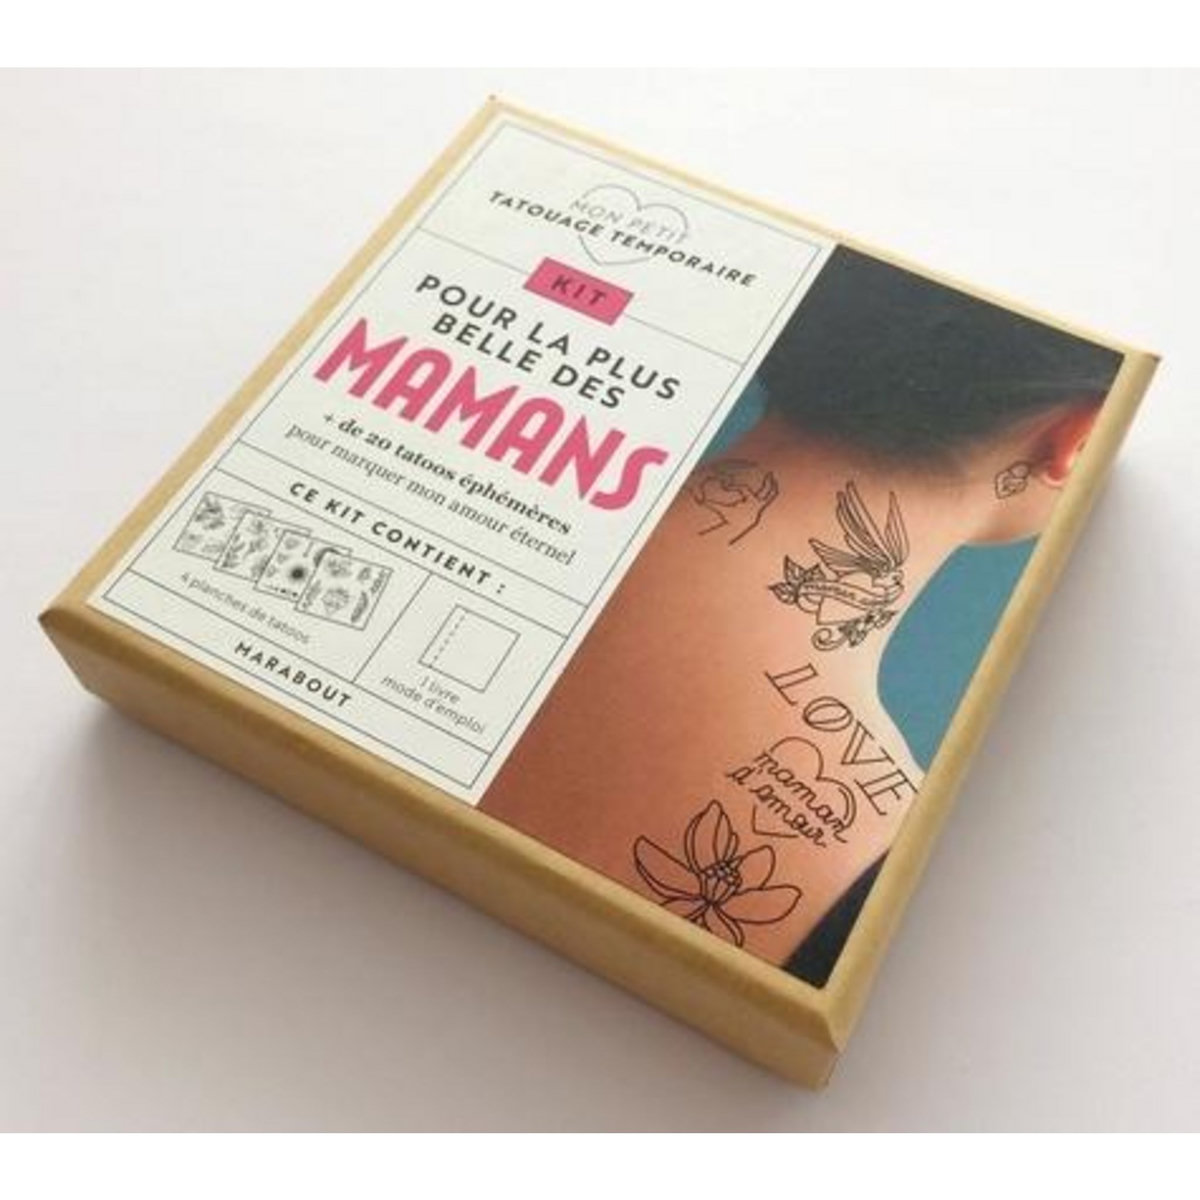 MON PETIT
TATOUAGE TEMPORAIRE
KIT
POUR LA PLUS
BELLE DES
MAMANS
+ de 20 tatoos éphémères
pour marquer mon amour éternel
CE KIT CONTIENT :
4 planches de tatoos
1 livre
mode d'emploi
MARABOUT
LOVE
maman
d'amour